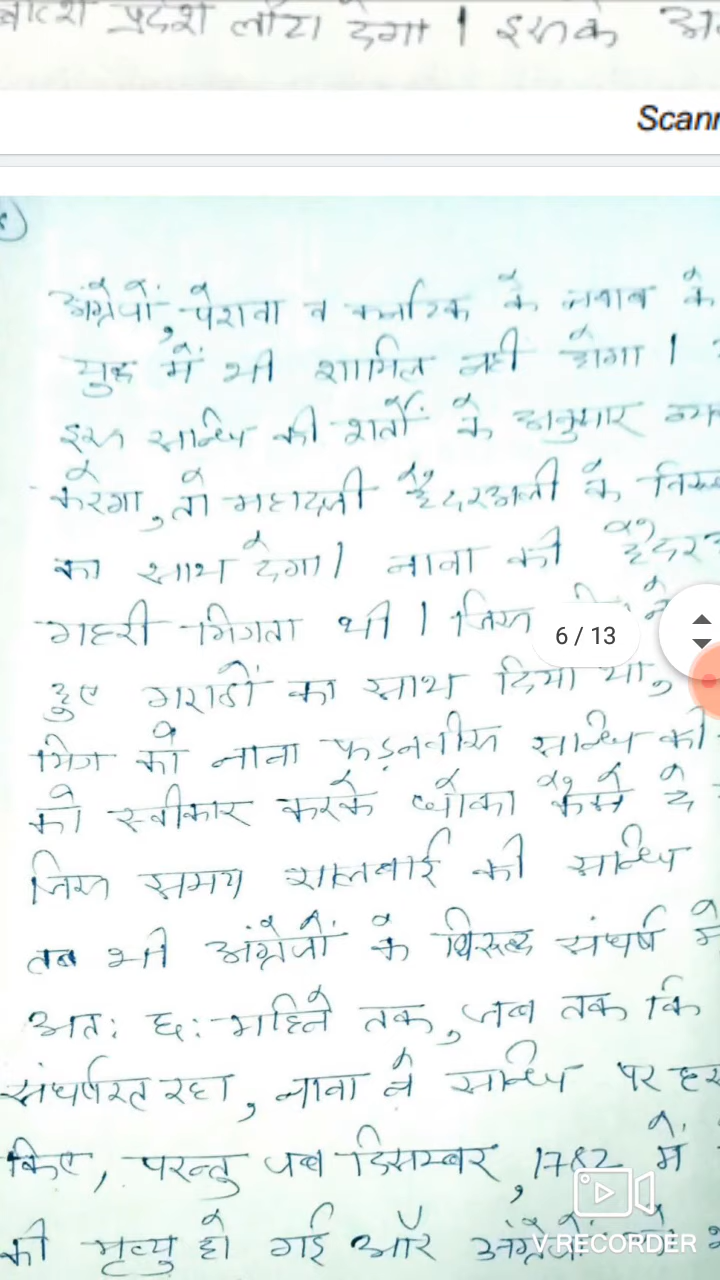 प्रदेश लौटा देगा। इसके
Scann
अंग्रेजों, पेशवा व कर्नाटक के नवाब के
युद्ध में भी शामिल नहीं होगा।
इस सन्धि की शर्तों के अनुसार
करेगा, तो महादजी हैदरअली के
का साथ देगा। नाना की हैदर
गहरी मित्रता थी। जिस
6 / 13
हुए मराठों का साथ दिया था,
मित्र को नाना फड़नवीस सन्धि की
को स्वीकार करके धोका कैसे दे
जिस समय सालबाई की सन्धि
तब भी अंग्रेजों के विरुद्ध संघर्ष में
अतः छः महिने तक, जब तक कि
संघर्षरत रहा, नाना ने सन्धि पर हस
किए, परन्तु जब डिसम्बर, 1782 में
की मृत्यु हो गई और अंग्रेजों
V RECORDER